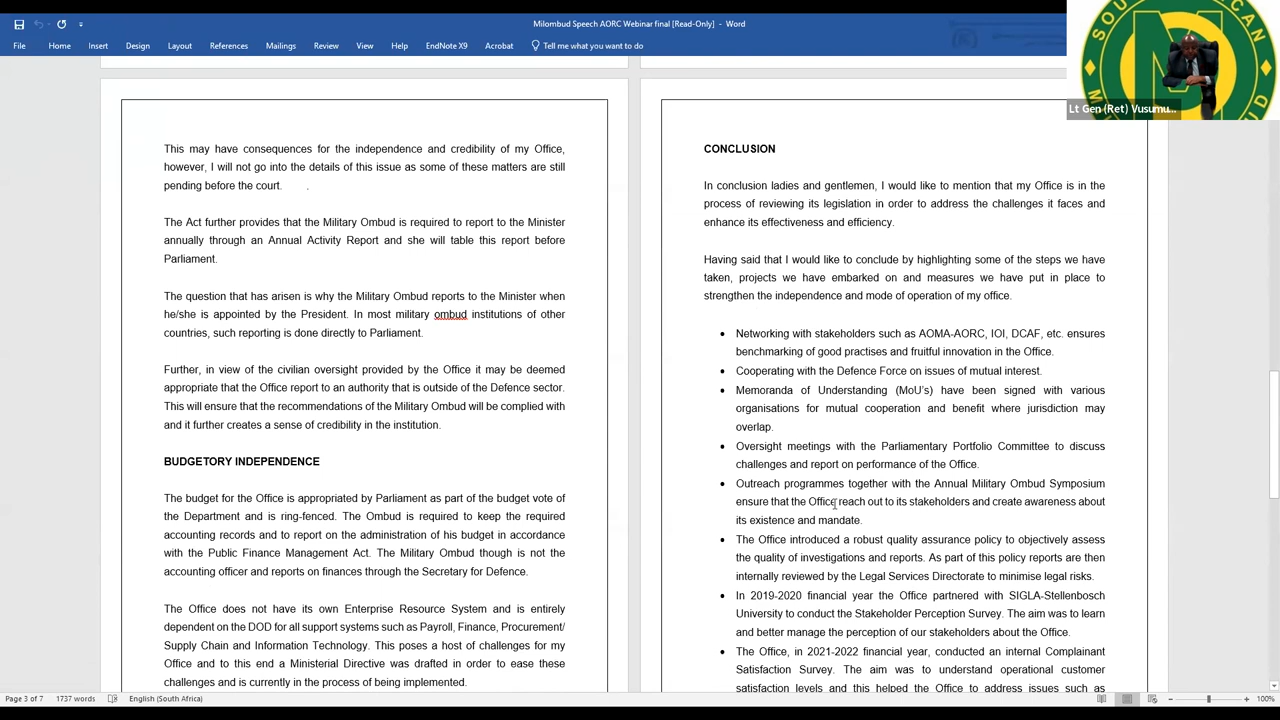 Milombud Speech AORC Webinar final [Read-Only] - Word
File Home Insert Design Layout References Mailings Review View Help EndNote X9 Acrobat Tell me what you want to do
Lt Gen (Ret) Vusumu...
This may have consequences for the independence and credibility of my Office,
however, I will not go into the details of this issue as some of these matters are still
pending before the court. .
The Act further provides that the Military Ombud is required to report to the Minister
annually through an Annual Activity Report and she will table this report before
Parliament.
The question that has arisen is why the Military Ombud reports to the Minister when
he/she is appointed by the President. In most military ombud institutions of other
countries, such reporting is done directly to Parliament.
Further, in view of the civilian oversight provided by the Office it may be deemed
appropriate that the Office report to an authority that is outside of the Defence sector.
This will ensure that the recommendations of the Military Ombud will be complied with
and it further creates a sense of credibility in the institution.
BUDGETORY INDEPENDENCE
The budget for the Office is appropriated by Parliament as part of the budget vote of
the Department and is ring-fenced. The Ombud is required to keep the required
accounting records and to report on the administration of his budget in accordance
with the Public Finance Management Act. The Military Ombud though is not the
accounting officer and reports on finances through the Secretary for Defence.
The Office does not have its own Enterprise Resource System and is entirely
dependent on the DOD for all support systems such as Payroll, Finance, Procurement/
Supply Chain and Information Technology. This poses a host of challenges for my
Office and to this end a Ministerial Directive was drafted in order to ease these
challenges and is currently in the process of being implemented.
CONCLUSION
In conclusion ladies and gentlemen, I would like to mention that my Office is in the
process of reviewing its legislation in order to address the challenges it faces and
enhance its effectiveness and efficiency.
Having said that I would like to conclude by highlighting some of the steps we have
taken, projects we have embarked on and measures we have put in place to
strengthen the independence and mode of operation of my office.
• Networking with stakeholders such as AOMA-AORC, IOI, DCAF, etc. ensures
benchmarking of good practises and fruitful innovation in the Office.
• Cooperating with the Defence Force on issues of mutual interest.
• Memoranda of Understanding (MoU's) have been signed with various
organisations for mutual cooperation and benefit where jurisdiction may
overlap.
• Oversight meetings with the Parliamentary Portfolio Committee to discuss
challenges and report on performance of the Office.
• Outreach programmes together with the Annual Military Ombud Symposium
ensure that the Office reach out to its stakeholders and create awareness about
its existence and mandate.
• The Office introduced a robust quality assurance policy to objectively assess
the quality of investigations and reports. As part of this policy reports are then
internally reviewed by the Legal Services Directorate to minimise legal risks.
• In 2019-2020 financial year the Office partnered with SIGLA-Stellenbosch
University to conduct the Stakeholder Perception Survey. The aim was to learn
and better manage the perception of our stakeholders about the Office.
• The Office, in 2021-2022 financial year, conducted an internal Complainant
Satisfaction Survey. The aim was to understand operational customer
satisfaction levels and this helped the Office to address issues such as
Page 3 of 7 1737 words English (South Africa) 100%